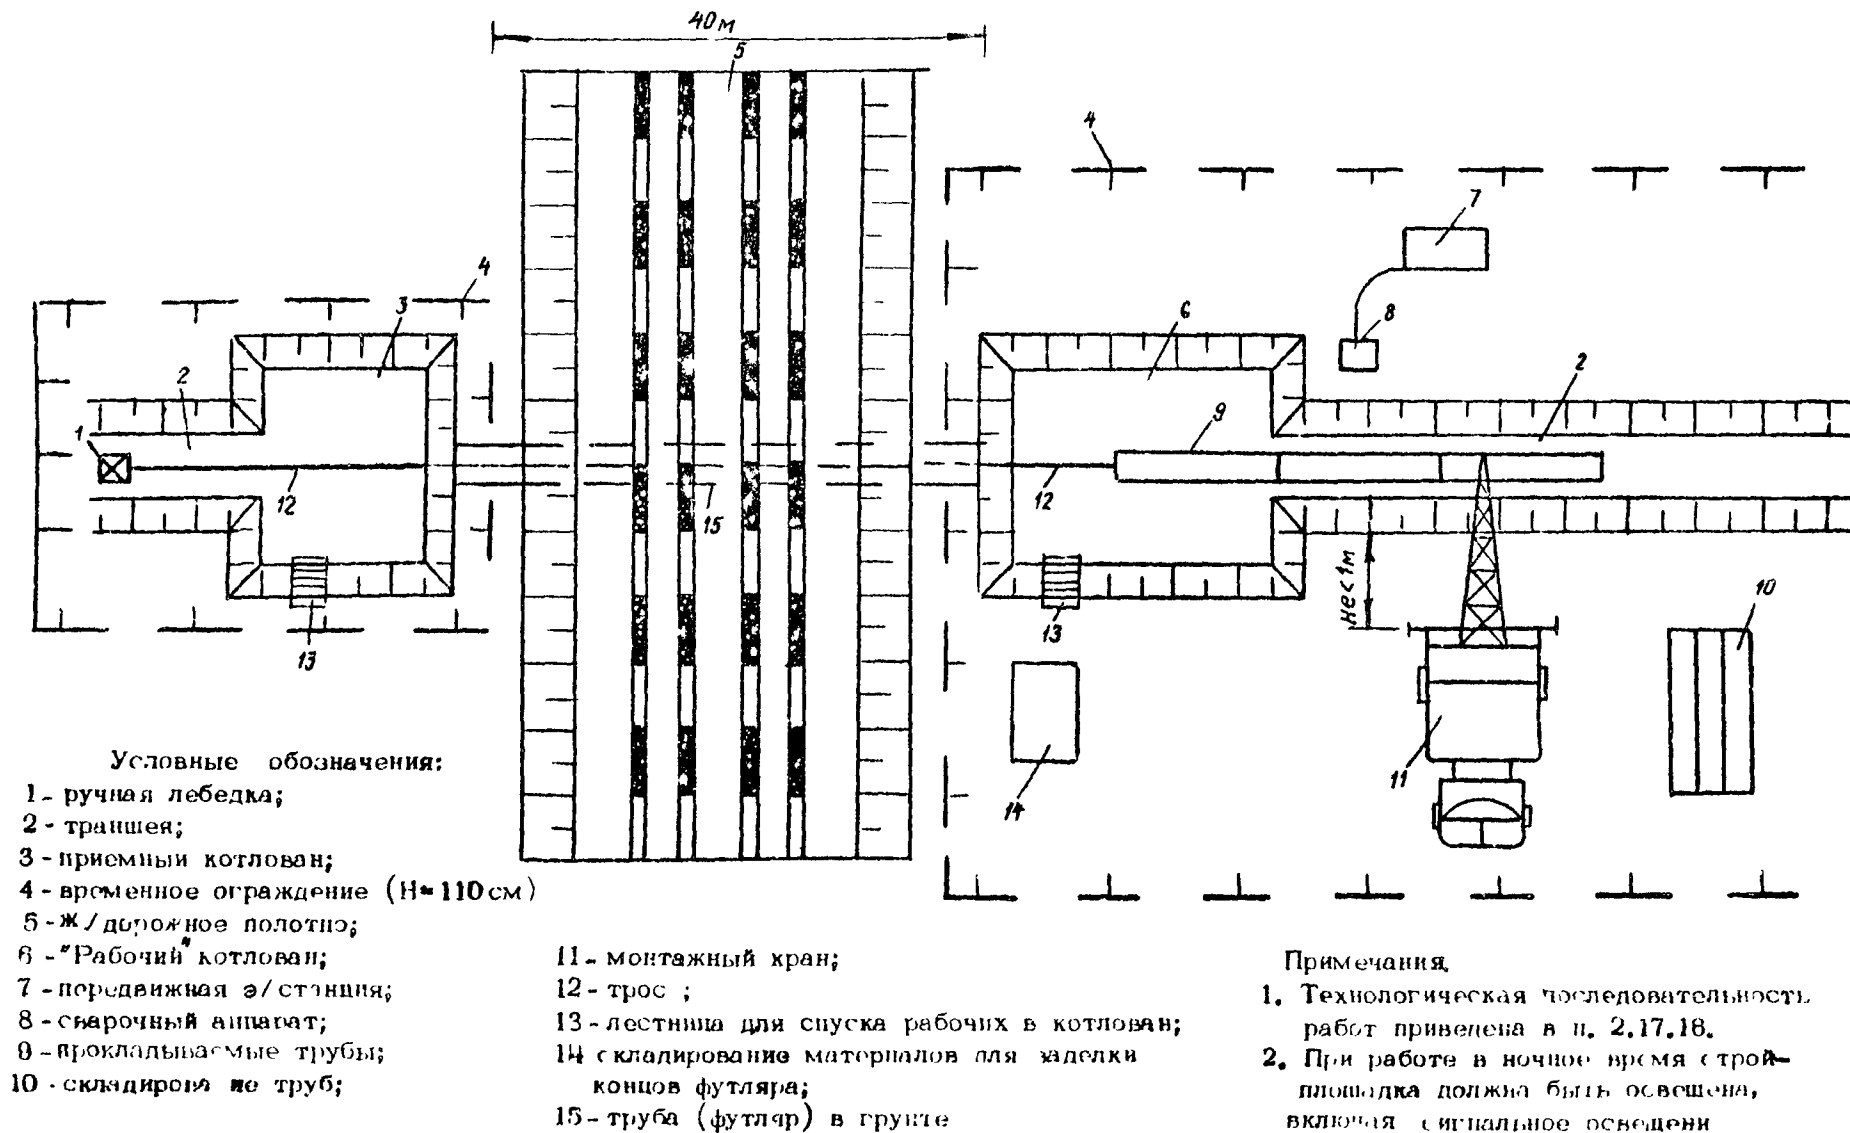 40м
5
4
7
4
3
6
8
2
2
9
1
12
12
15
не<1м
10
13
13
11
14
Условные обозначения:
1- ручная лебедка;
2- траншея;
3- приемный котлован;
4- временное ограждение (Н≈110см)
5- Ж/дорожное полотно;
6- "Рабочий" котлован;
7- передвижная э/станция;
8- сварочный аппарат;
9- прокладываемые трубы;
10- складирование труб;
11- монтажный кран;
12- трос ;
13- лестница для спуска рабочих в котлован;
14 складирование материалов для заделки
концов футляра;
15- труба (футляр) в грунте
Примечания.
1. Технологическая последовательность
работ приведена в п. 2.17.18.
2. При работе в ночное время строй-
площадка должна быть освещена,
включая сигнальное освещени